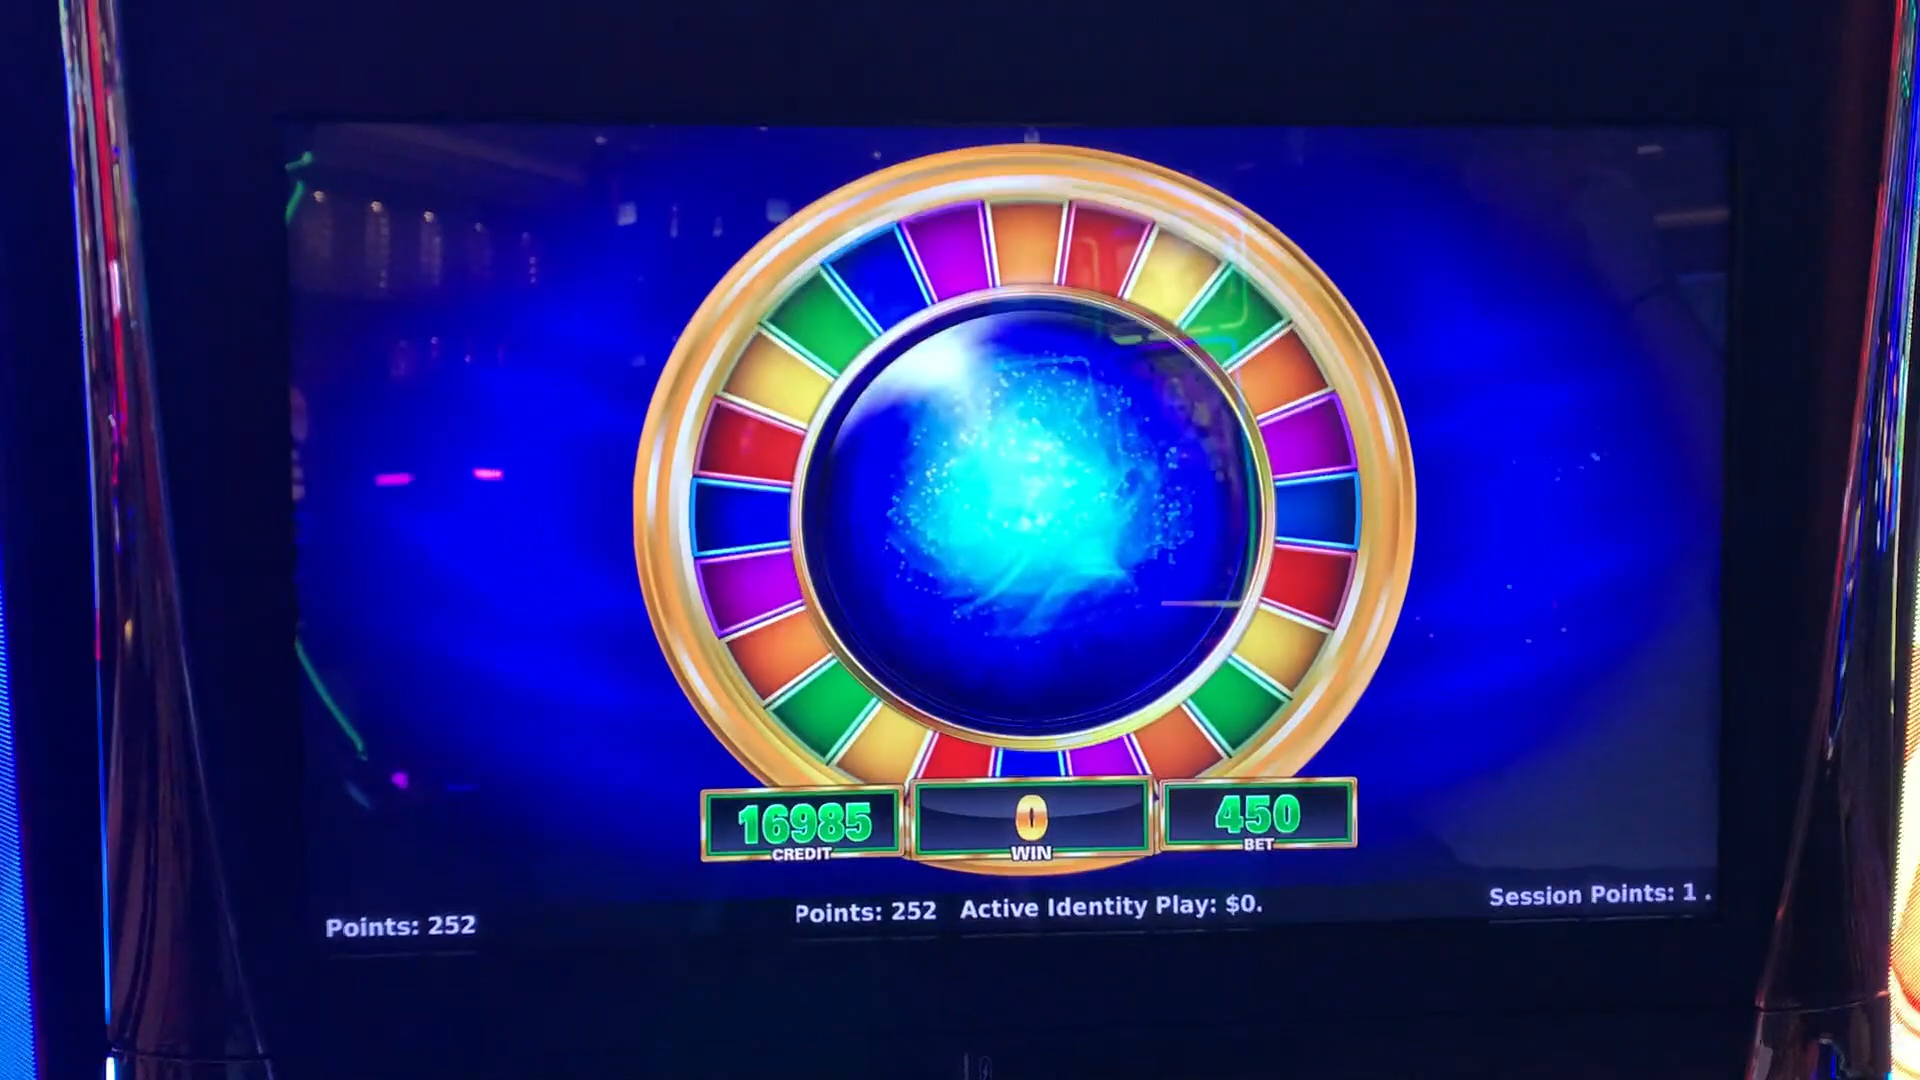 16985
CREDIT
0
WIN
450
BET
Points: 252
Points: 252 Active Identity Play: $0.
Session Points: 1 .